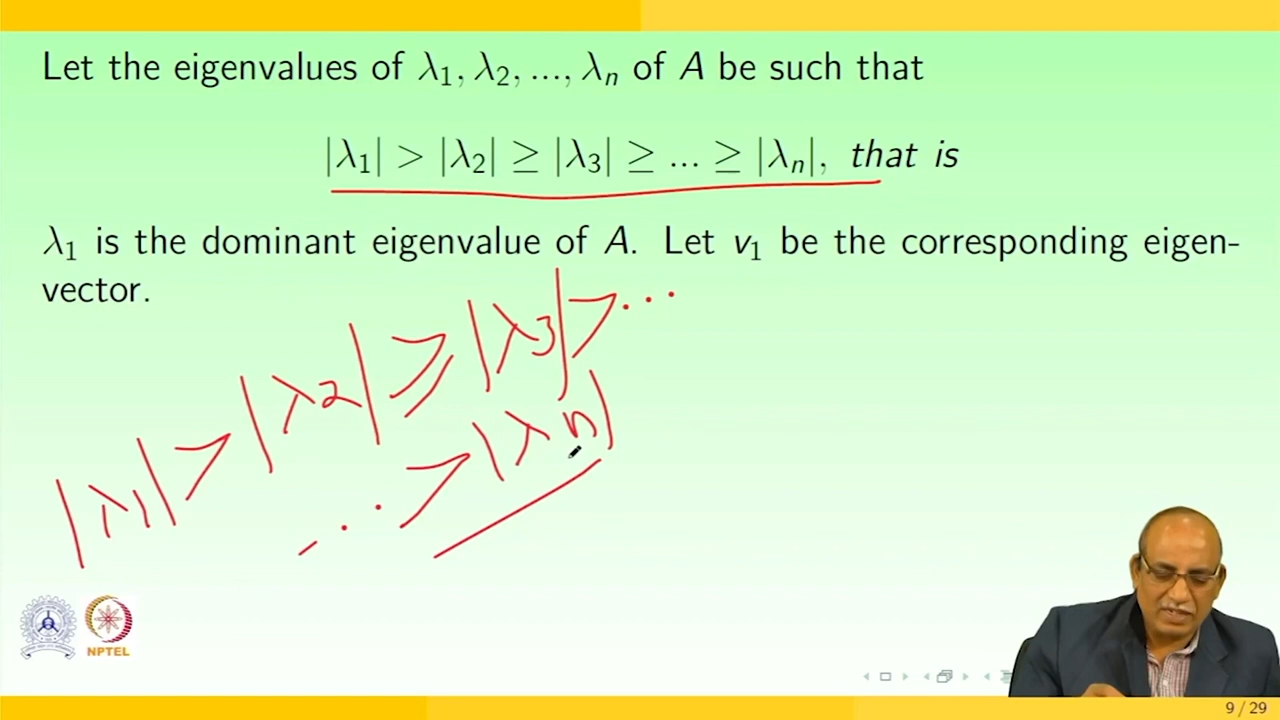 Let the eigenvalues of λ₁, λ₂, ..., λₙ of A be such that
|λ₁| > |λ₂| ≥ |λ₃| ≥ ... ≥ |λₙ|, that is
λ₁ is the dominant eigenvalue of A. Let v₁ be the corresponding eigen-
vector.
|λ1| > |λ2| ⩾ |λ3| > ...
... > |λn|
NPTEL
9 / 29